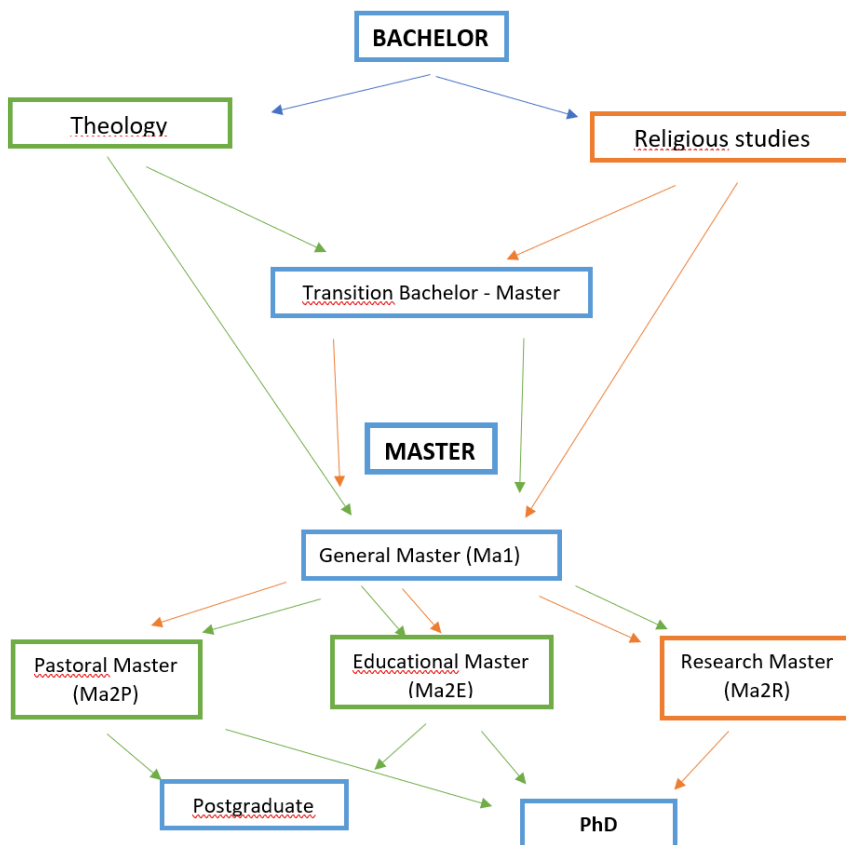 BACHELOR
Theology
Religious studies
Transition Bachelor - Master
MASTER
General Master (Ma1)
Pastoral Master
(Ma2P)
Educational Master
(Ma2E)
Research Master
(Ma2R)
Postgraduate
PhD